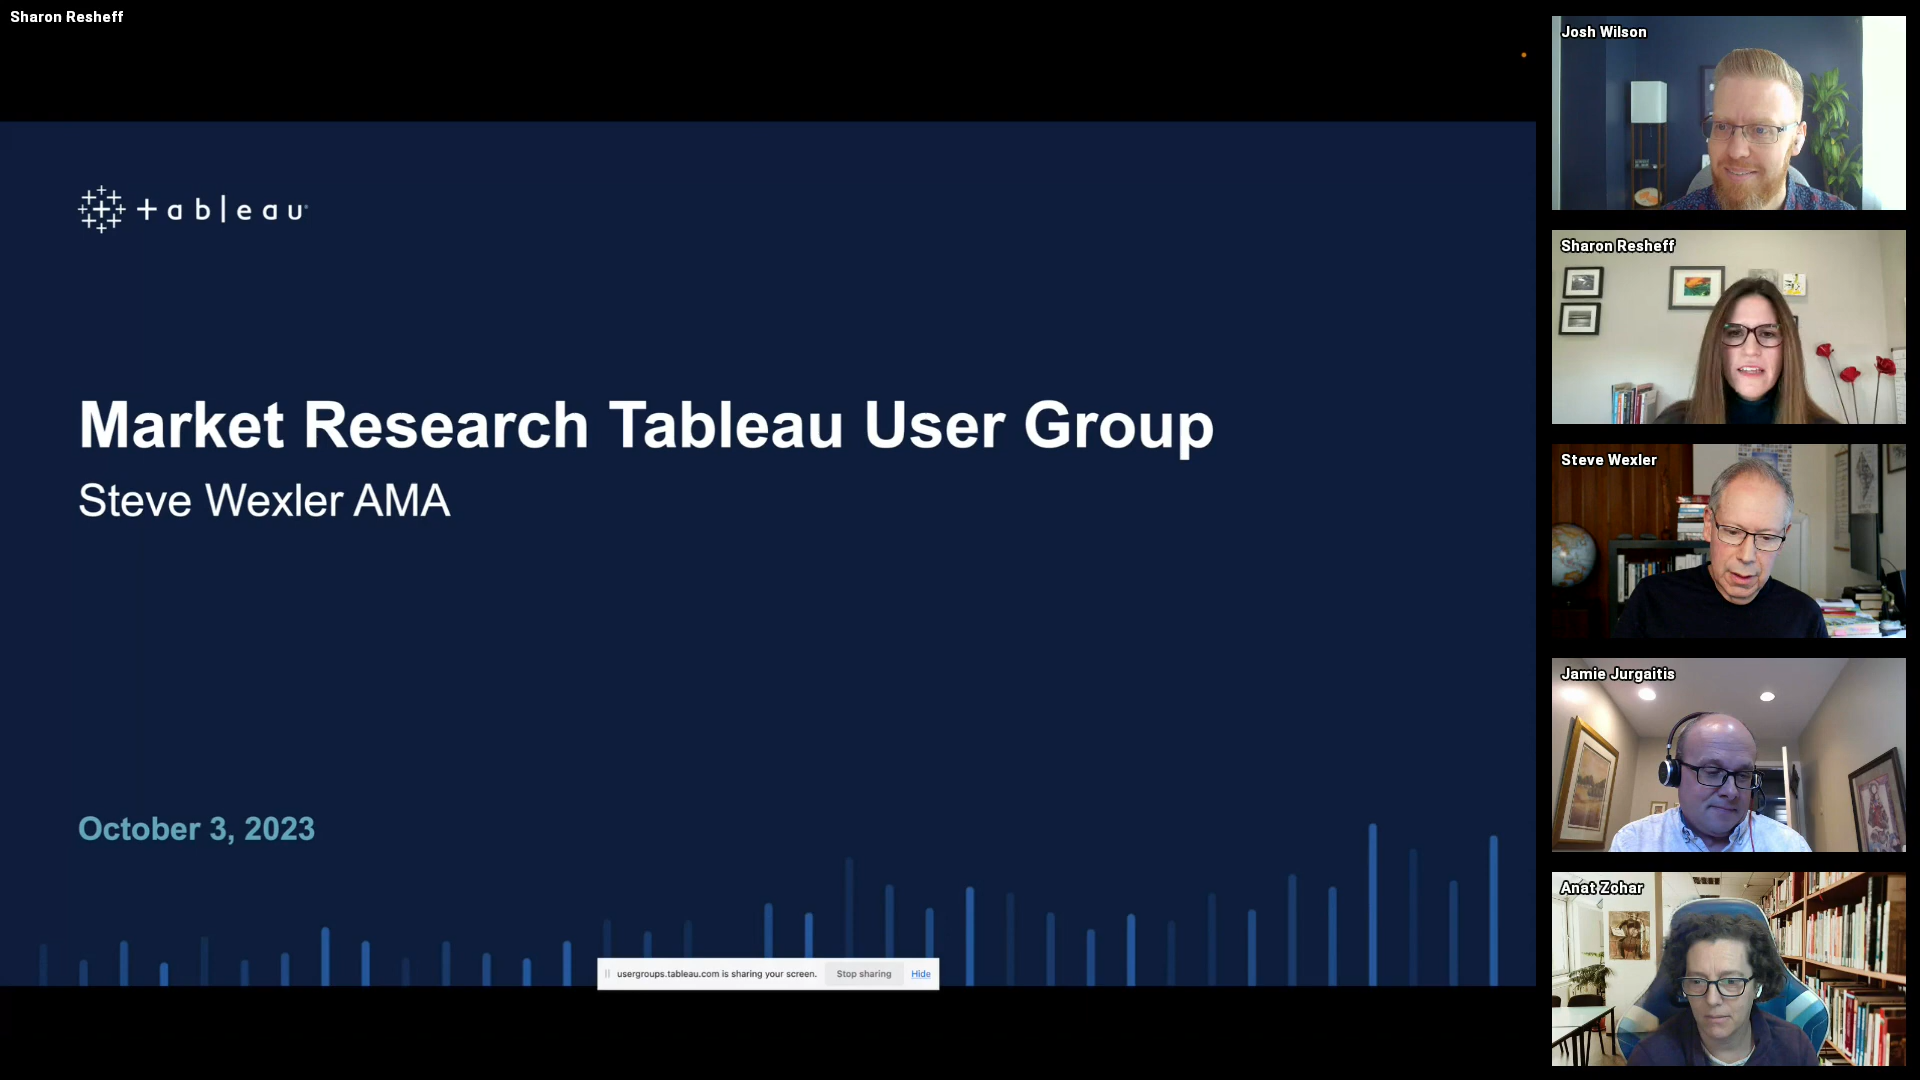 Sharon Resheff
+ableau
Market Research Tableau User Group
Steve Wexler AMA
October 3, 2023
usergroups.tableau.com is sharing your screen.
Stop sharing
Hide
Josh Wilson
Sharon Resheff
Steve Wexler
Jamie Jurgaitis
Anat Zohar